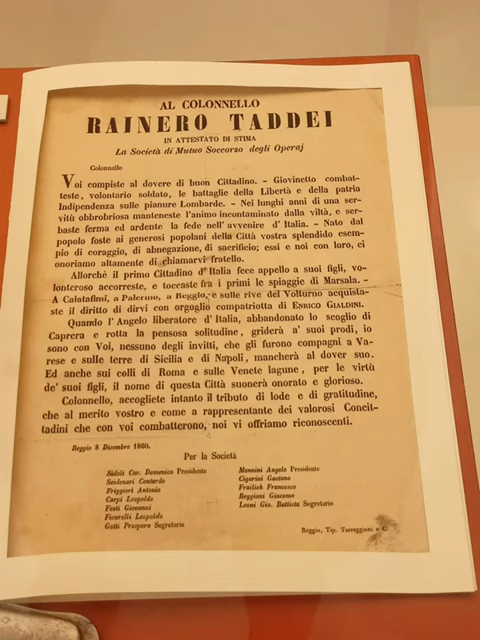 AL COLONNELLO
RAINERO TADDEI
IN ATTESTATO DI STIMA
La Società di Mutuo Soccorso degli Operaj
Colonnello
Voi compiste al dovere di buon Cittadino. - Giovinetto combat-
teste, volontario soldato, le battaglie della Libertà e della patria
Indipendenza sulle pianure Lombarde. - Nei lunghi anni di una ser-
vitù obbrobriosa manteneste l'animo incontaminato dalla viltà, e ser-
baste ferma ed ardente la fede nell'avvenire d'Italia. - Nato dal
popolo foste ai generosi popolani della Città vostra splendido esem-
pio di coraggio, di abnegazione, di sacrificio; essi e noi con loro, ci
onoriamo altamente di chiamarvi fratello.
Allorchè il primo Cittadino d'Italia fece appello a suoi figli, vo-
lonteroso accorreste, e toccaste fra i primi le spiaggie di Marsala. -
A Calatafimi, a Palermo, a Reggio, e sulle rive del Volturno acquista-
ste il diritto di dirvi con orgoglio compatriotta di ENRICO CIALDINI.
Quando l'Angelo liberatore d'Italia, abbandonato lo scoglio di
Caprera e rotta la pensosa solitudine, griderà a' suoi prodi, io
sono con Voi, nessuno degli invitti, che gli furono compagni a Va-
rese e sulle terre di Sicilia e di Napoli, mancherà al dover suo.
Ed anche sui colli di Roma e sulle Venete lagune, per le virtù
de' suoi figli, il nome di questa Città suonerà onorato e glorioso.
Colonnello, accogliete intanto il tributo di lode e di gratitudine,
che al merito vostro e come a rappresentante dei valorosi Concit-
tadini che con voi combatterono, noi vi offriamo riconoscenti.
Reggio 8 Dicembre 1860.
Per la Società
Sidoli Cav. Domenico Presidente
Seidenari Contardo
Friggieri Antonio
Carpi Leopoldo
Festi Giovanni
Ficarelli Leopoldo
Gatti Prospero Segretario
Mannini Angelo Presidente
Cigarini Gaetano
Frailich Francesco
Reggiani Giacomo
Leoni Gio. Battista Segretario
Reggio, Tip. Torreggiani e C.